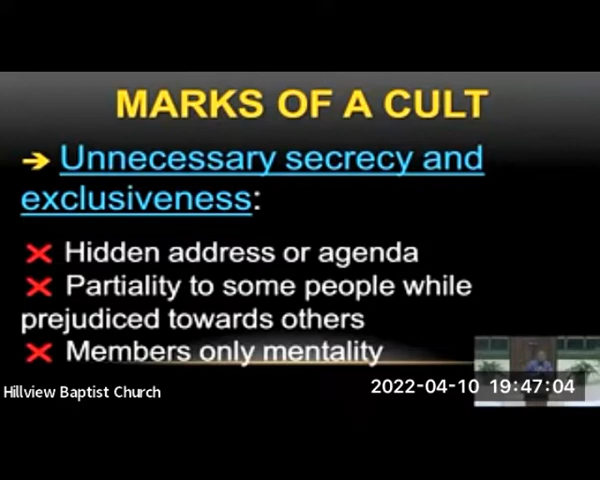 MARKS OF A CULT
➔ Unnecessary secrecy and
exclusiveness:
✕ Hidden address or agenda
✕ Partiality to some people while
prejudiced towards others
✕ Members only mentality
Hillview Baptist Church
2022-04-10 19:47:04